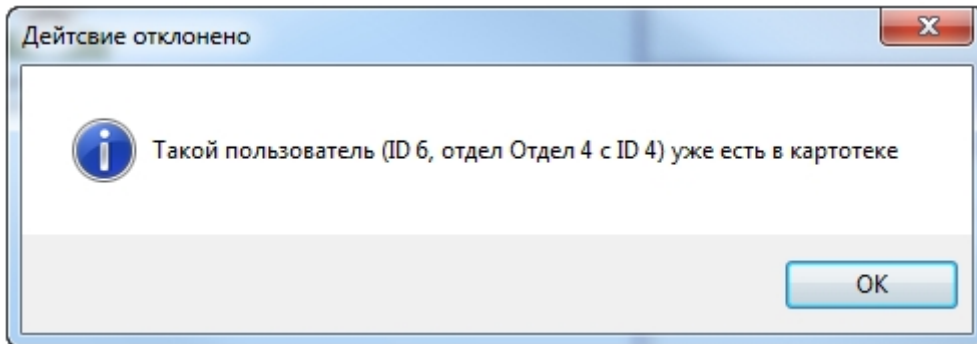 Дейтсвие отклонено
Такой пользователь (ID 6, отдел Отдел 4 с ID 4) уже есть в картотеке
OK